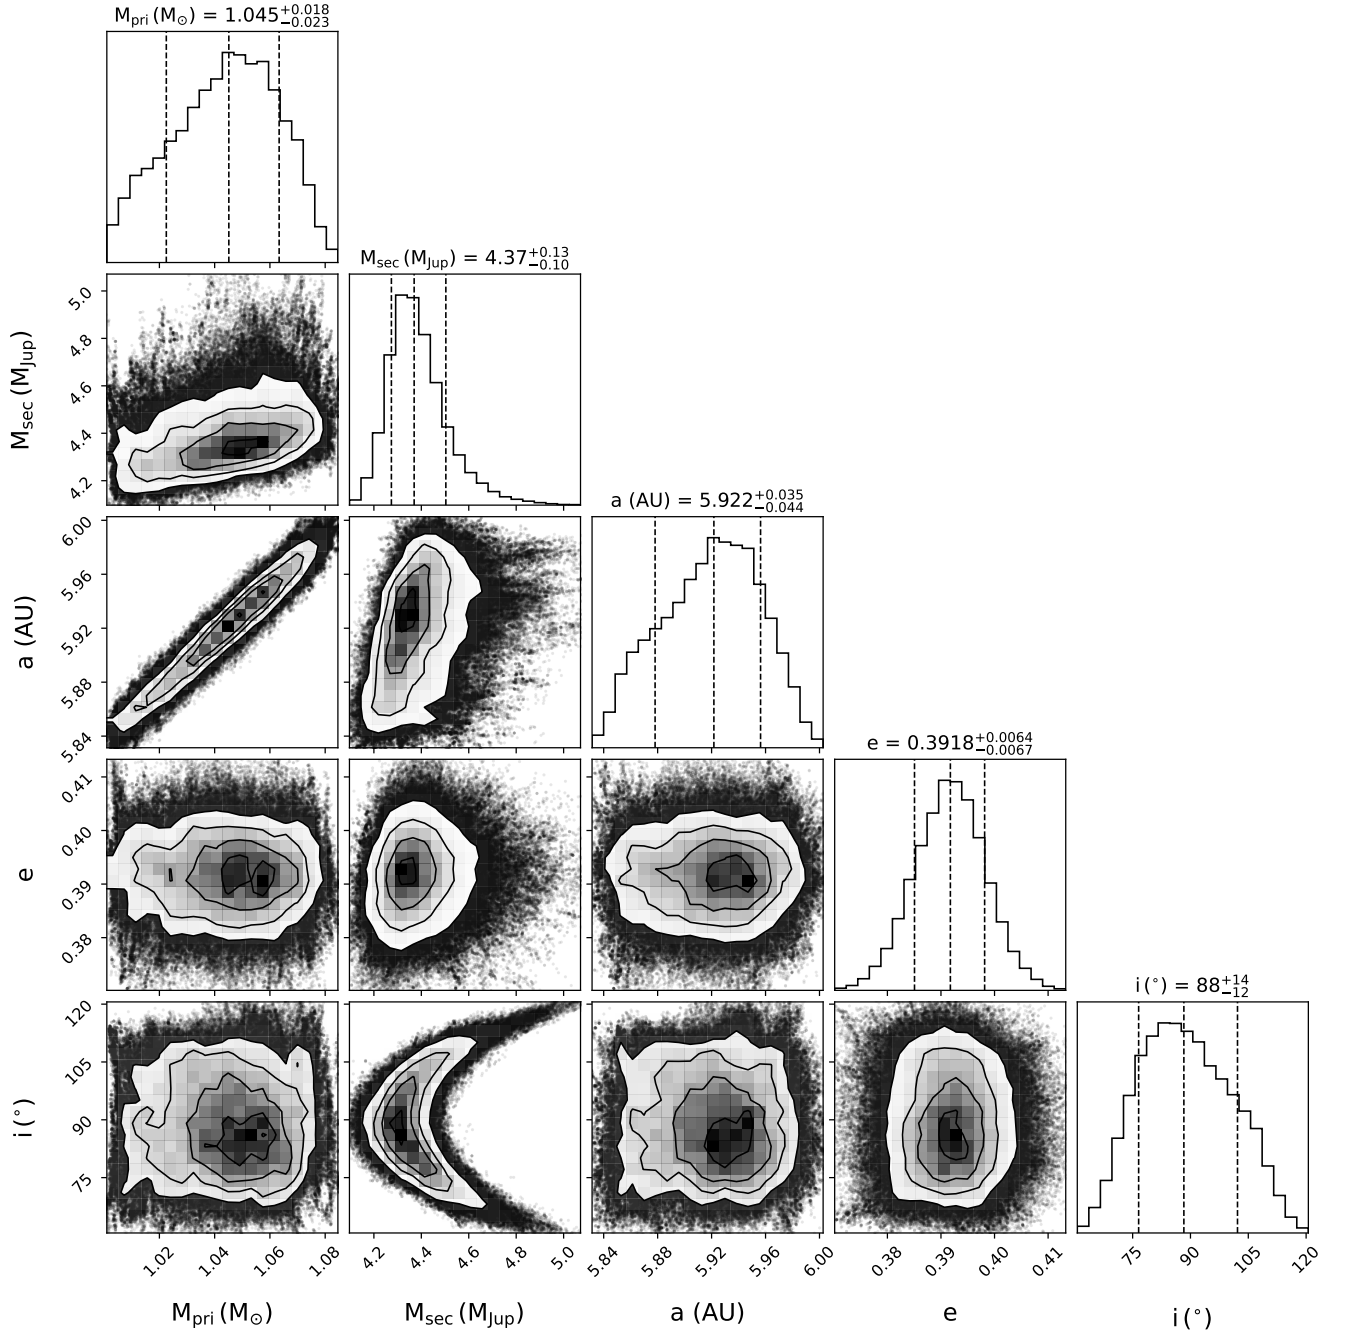 M_pri (M_⊙) = 1.045 +0.018 −0.023
M_sec (M_Jup) = 4.37 +0.13 −0.10
5.0
4.8
4.6
4.4
4.2
M_sec (M_Jup)
a (AU) = 5.922 +0.035 −0.044
6.00
5.96
5.92
5.88
5.84
a (AU)
e = 0.3918 +0.0064 −0.0067
0.41
0.40
0.39
0.38
e
i (°) = 88 +14 −12
120
105
90
75
i (°)
1.02 1.04 1.06 1.08 4.2 4.4 4.6 4.8 5.0 5.84 5.88 5.92 5.96 6.00 0.38 0.39 0.40 0.41 75 90 105 120
M_pri (M_⊙) M_sec (M_Jup) a (AU) e i (°)